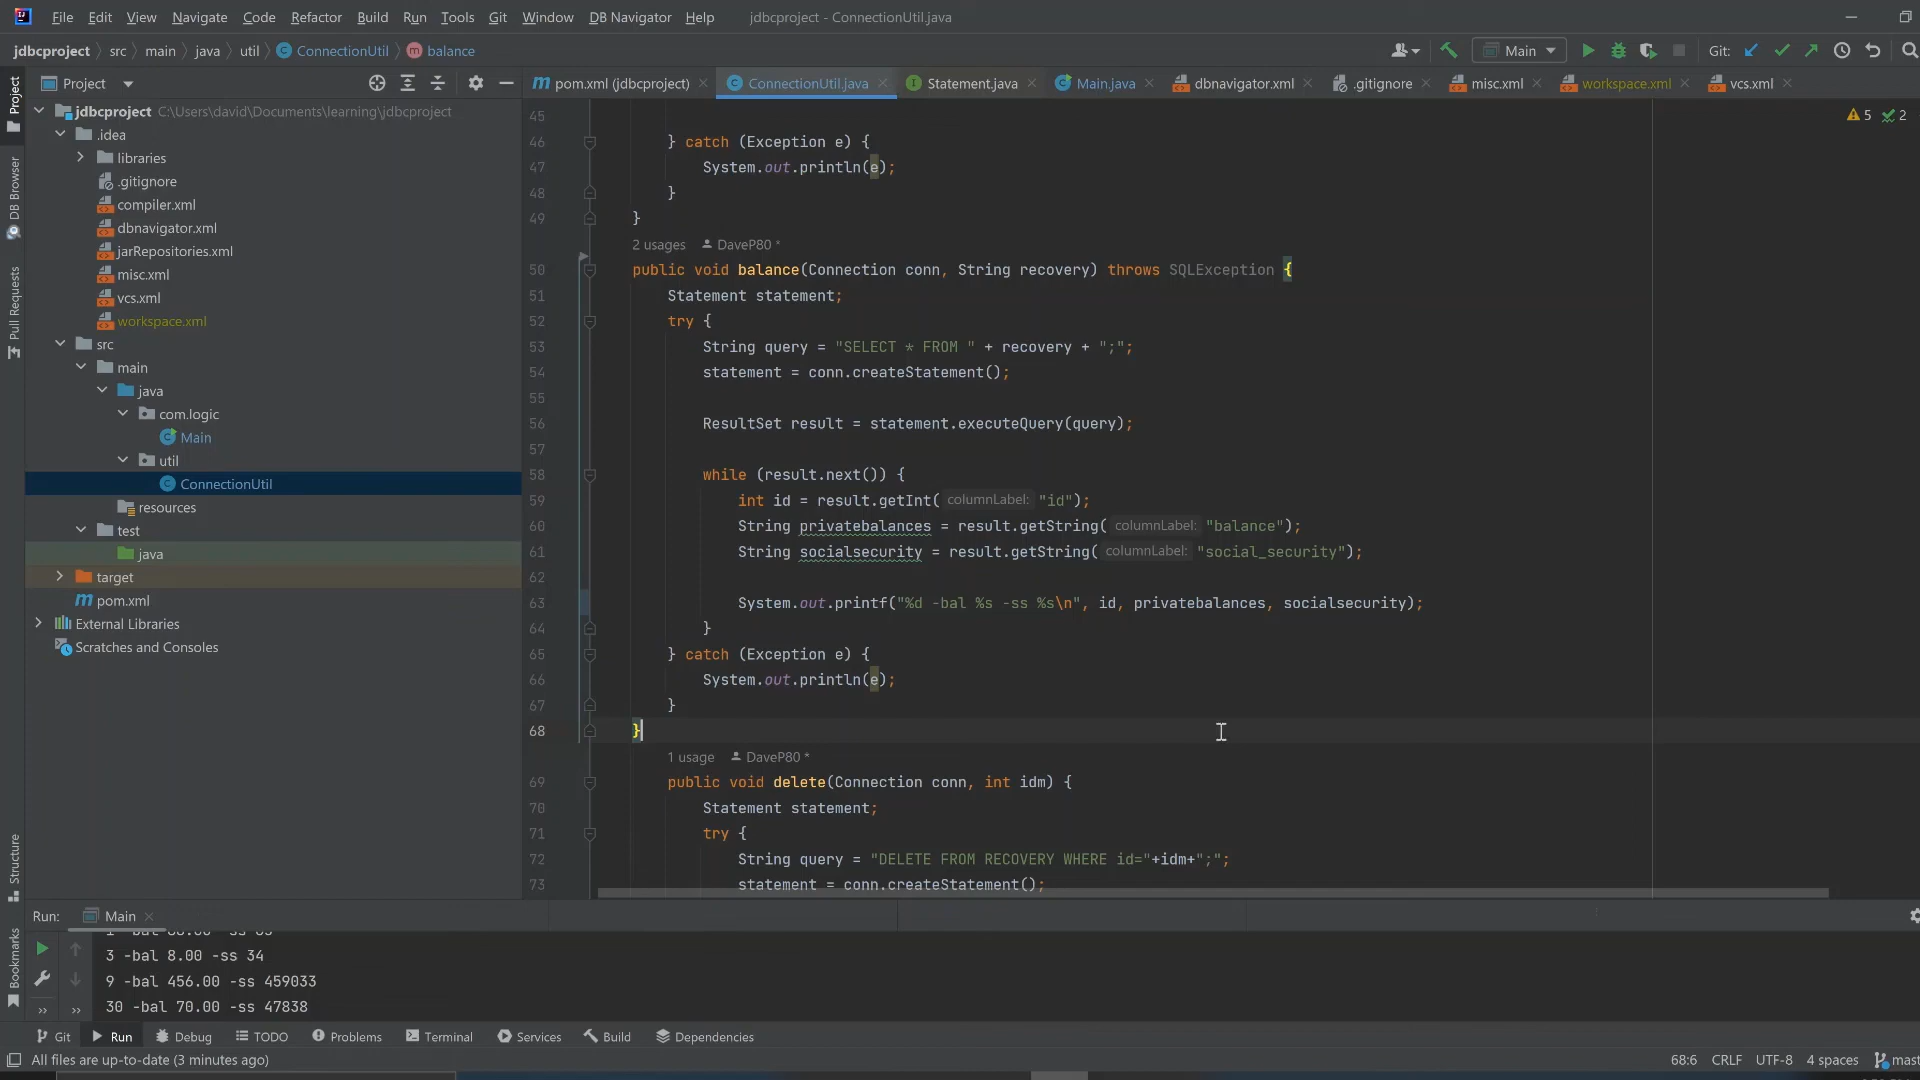 File Edit View Navigate Code Refactor Build Run Tools Git Window DB Navigator Help jdbcproject - ConnectionUtil.java
jdbcproject src main java util ConnectionUtil balance Main Git:
Project
pom.xml (jdbcproject) ConnectionUtil.java Statement.java Main.java dbnavigator.xml .gitignore misc.xml workspace.xml vcs.xml
Project
DB Browser
Pull Requests
Structure
Bookmarks
jdbcproject C:\Users\david\Documents\learning\jdbcproject
.idea
libraries
.gitignore
compiler.xml
dbnavigator.xml
jarRepositories.xml
misc.xml
vcs.xml
workspace.xml
src
main
java
com.logic
Main
util
ConnectionUtil
resources
test
java
target
pom.xml
External Libraries
Scratches and Consoles
5 2
45
46 } catch (Exception e) {
47 System.out.println(e);
48 }
49 }
2 usages DaveP80 *
50 public void balance(Connection conn, String recovery) throws SQLException {
51 Statement statement;
52 try {
53 String query = "SELECT * FROM " + recovery + ";";
54 statement = conn.createStatement();
55
56 ResultSet result = statement.executeQuery(query);
57
58 while (result.next()) {
59 int id = result.getInt( columnLabel: "id");
60 String privatebalances = result.getString( columnLabel: "balance");
61 String socialsecurity = result.getString( columnLabel: "social_security");
62
63 System.out.printf("%d -bal %s -ss %s\n", id, privatebalances, socialsecurity);
64 }
65 } catch (Exception e) {
66 System.out.println(e);
67 }
68 }
1 usage DaveP80 *
69 public void delete(Connection conn, int idm) {
70 Statement statement;
71 try {
72 String query = "DELETE FROM RECOVERY WHERE id="+idm+";";
73 statement = conn.createStatement();
Run: Main
3 -bal 8.00 -ss 34
9 -bal 456.00 -ss 459033
30 -bal 70.00 -ss 47838
Git Run Debug TODO Problems Terminal Services Build Dependencies
All files are up-to-date (3 minutes ago) 68:6 CRLF UTF-8 4 spaces mast